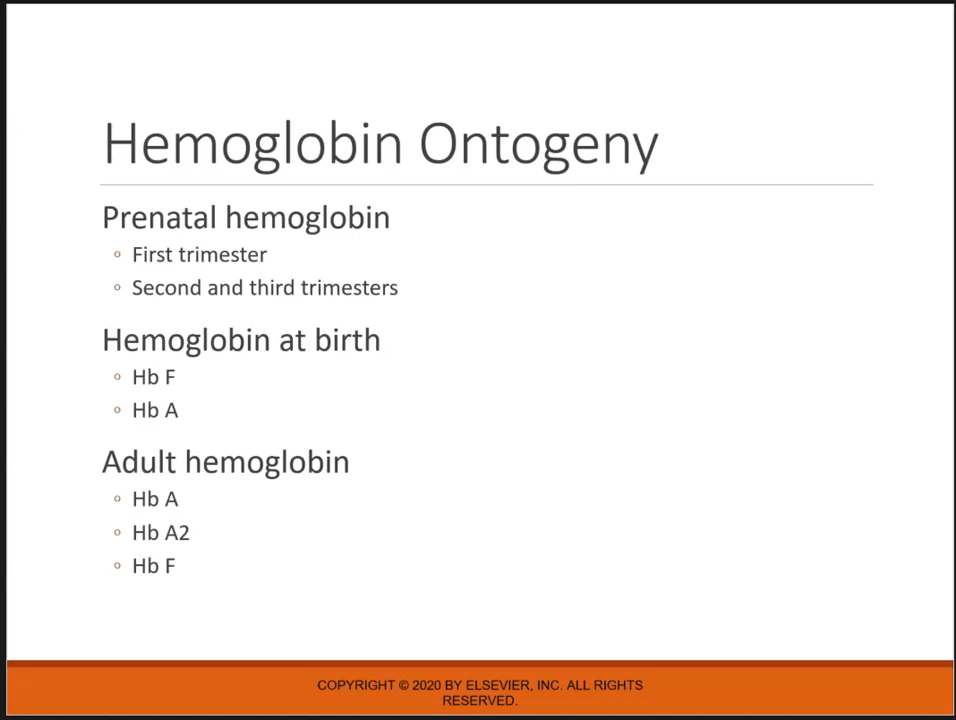 Hemoglobin Ontogeny
Prenatal hemoglobin
◦ First trimester
◦ Second and third trimesters
Hemoglobin at birth
◦ Hb F
◦ Hb A
Adult hemoglobin
◦ Hb A
◦ Hb A2
◦ Hb F
COPYRIGHT © 2020 BY ELSEVIER, INC. ALL RIGHTS
RESERVED.